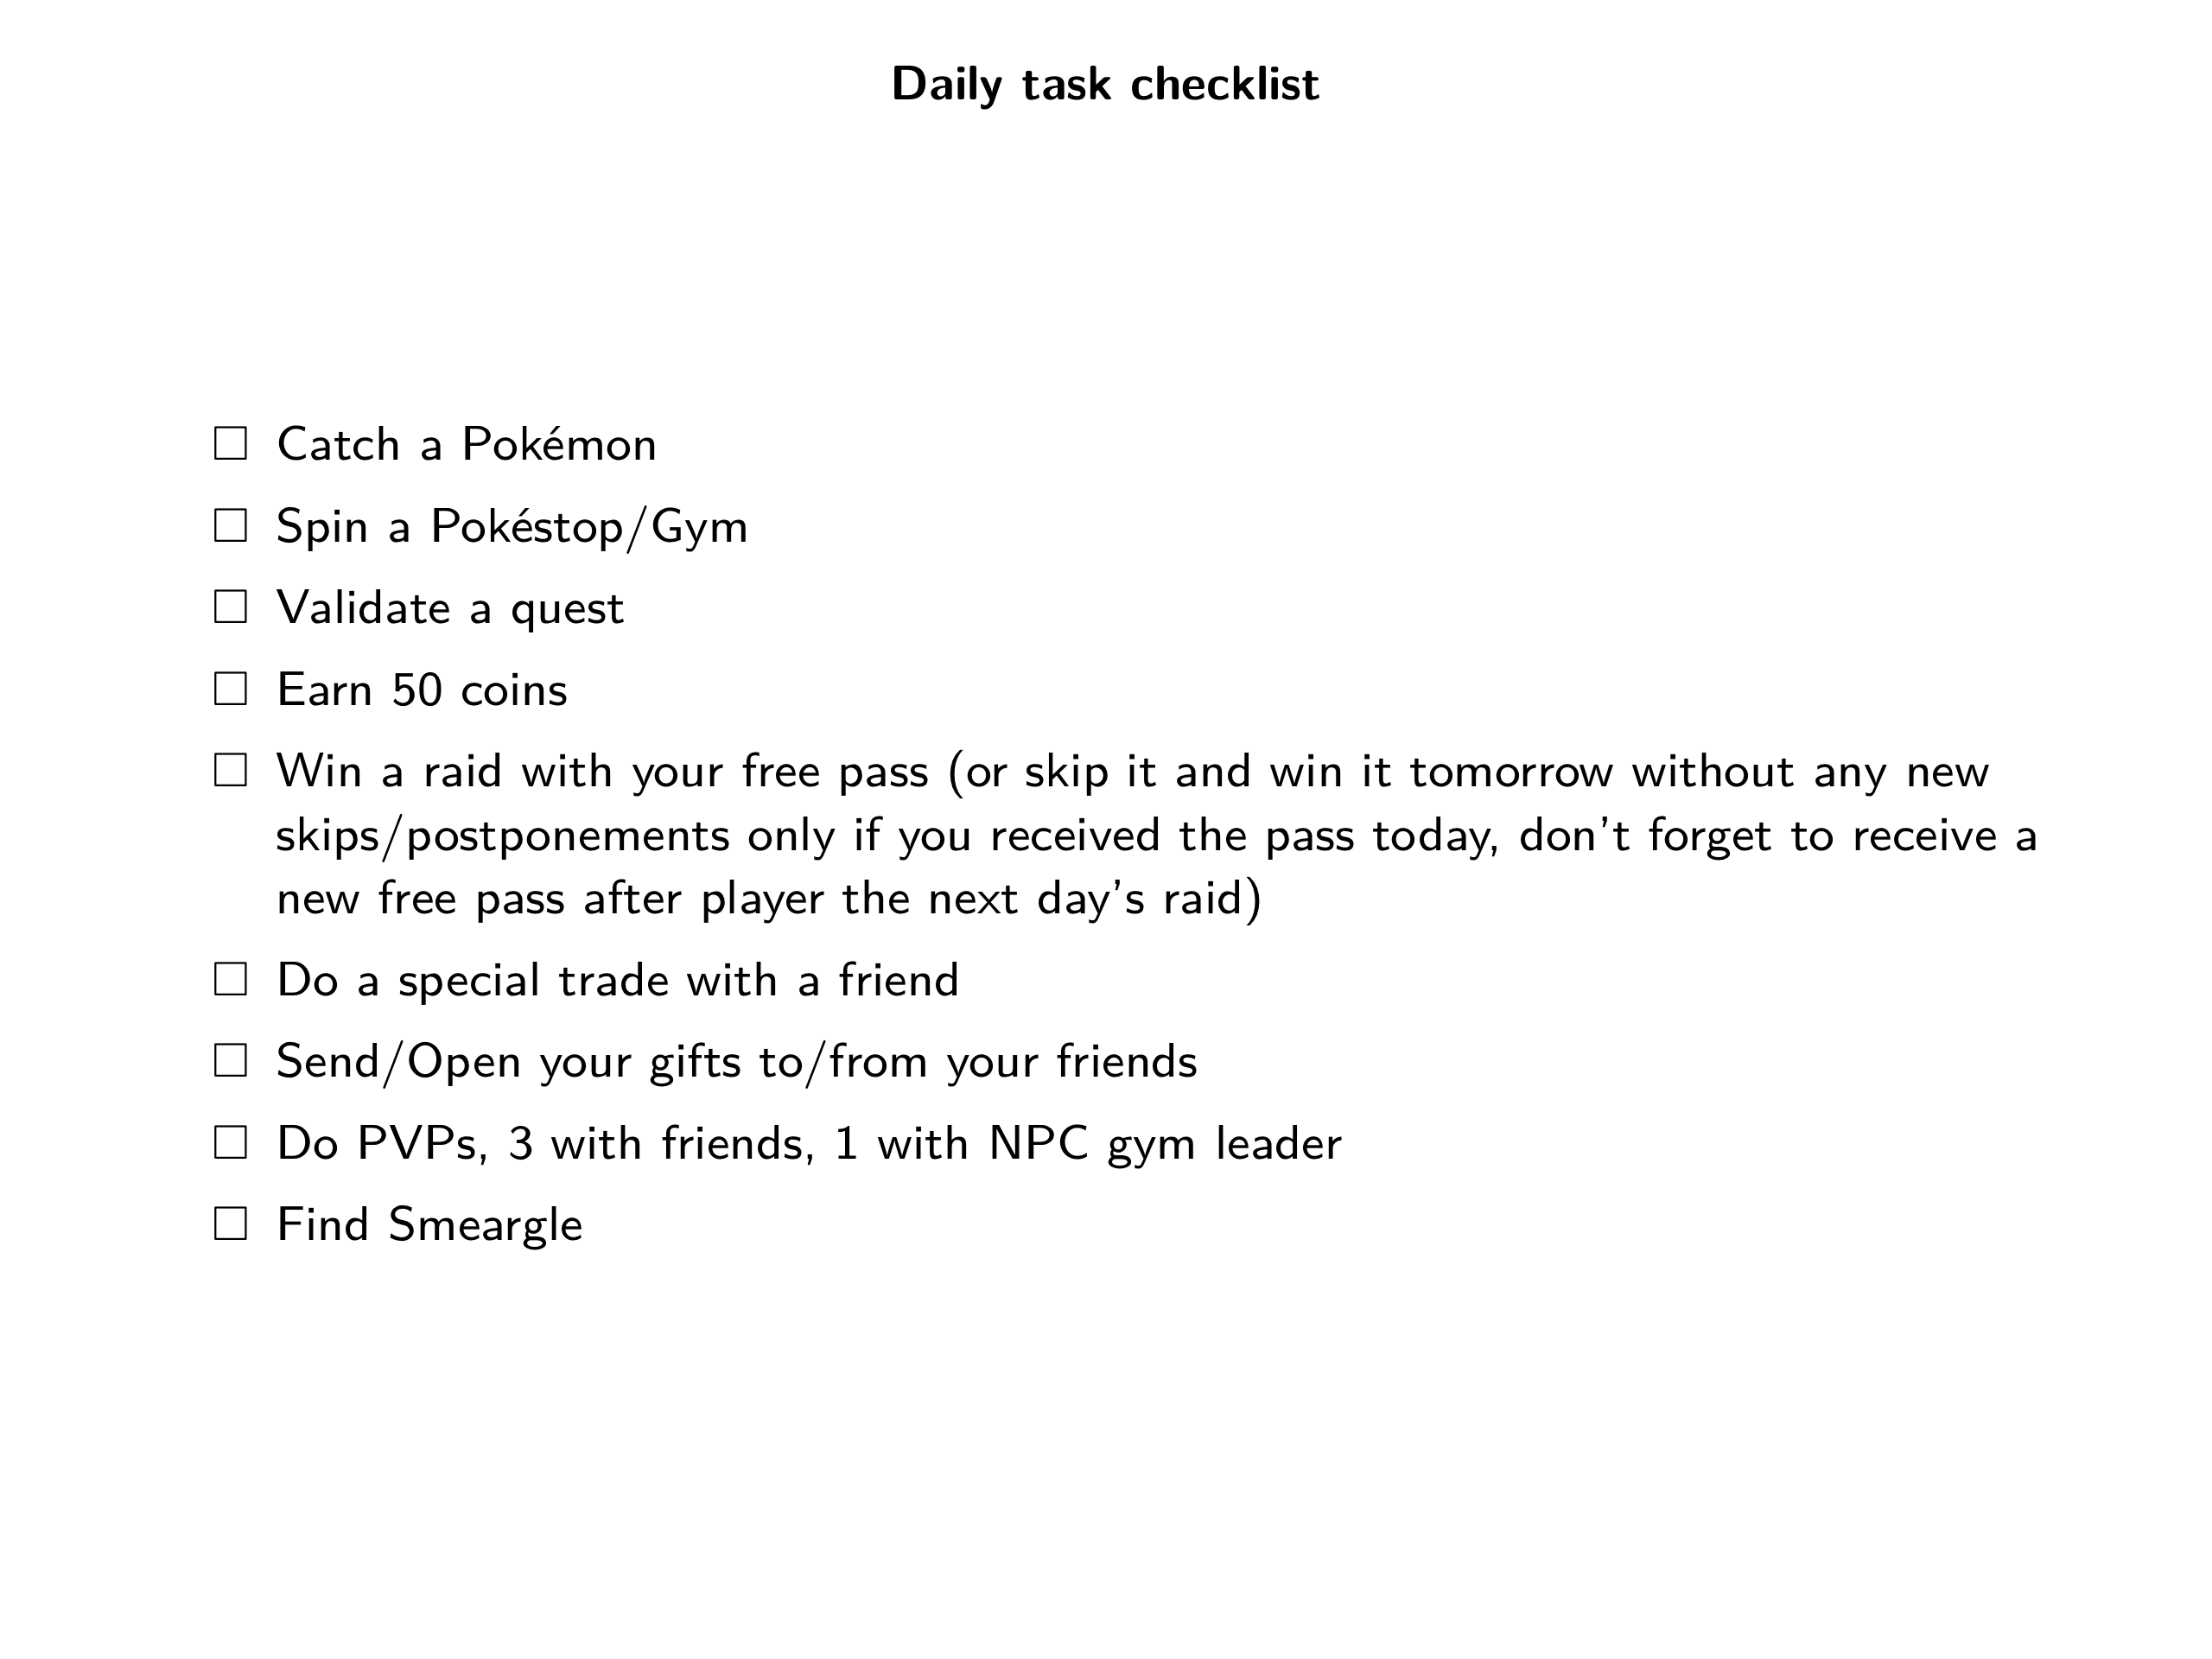 Daily task checklist
□ Catch a Pokémon
□ Spin a Pokéstop/Gym
□ Validate a quest
□ Earn 50 coins
□ Win a raid with your free pass (or skip it and win it tomorrow without any new
skips/postponements only if you received the pass today, don't forget to receive a
new free pass after player the next day's raid)
□ Do a special trade with a friend
□ Send/Open your gifts to/from your friends
□ Do PVPs, 3 with friends, 1 with NPC gym leader
□ Find Smeargle